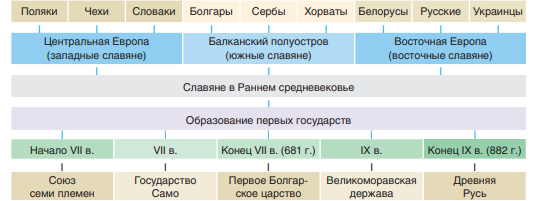 Поляки Чехи Словаки Болгары Сербы Хорваты Белорусы Русские Украинцы
Центральная Европа Балканский полуостров Восточная Европа
(западные славяне) (южные славяне) (восточные славяне)
Славяне в Раннем средневековье
Образование первых государств
Начало VII в. VII в. Конец VII в. (681 г.) IX в. Конец IX в. (882 г.)
Союз Государство Первое Болгар- Великоморавская Древняя
семи племен Само ское царство держава Русь